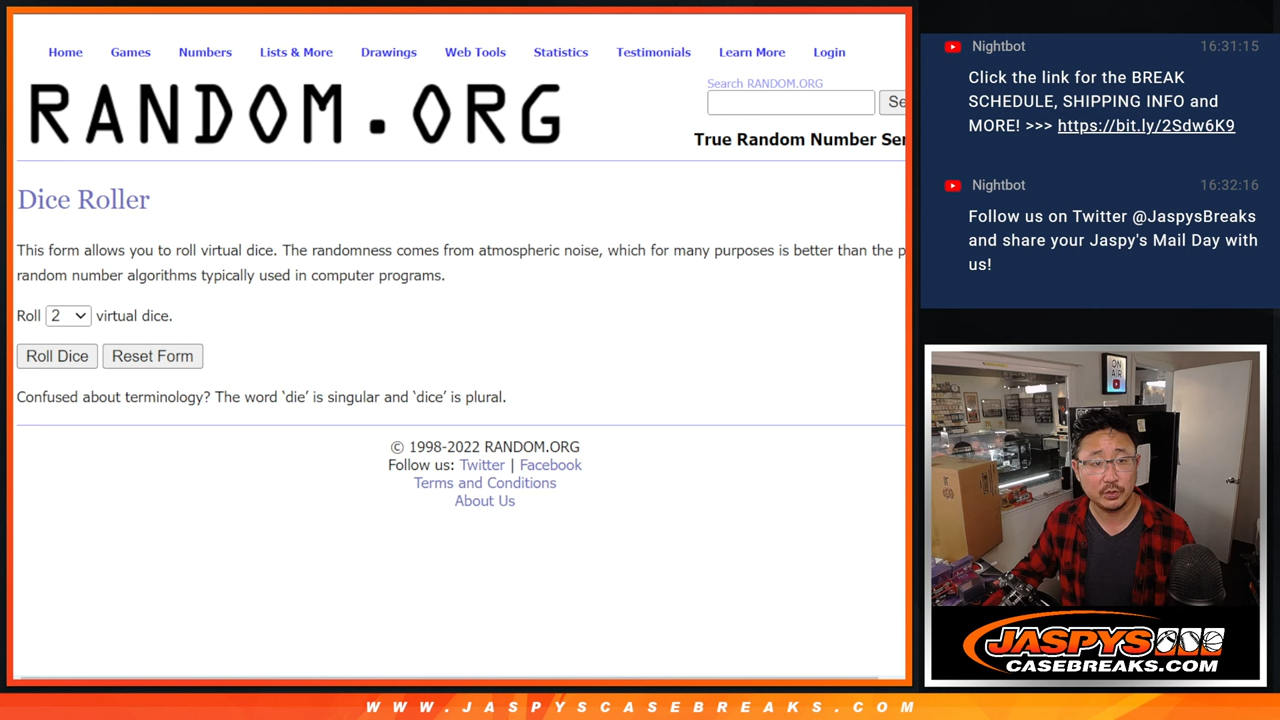 Home Games Numbers Lists & More Drawings Web Tools Statistics Testimonials Learn More Login
RANDOM.ORG
Search RANDOM.ORG
Se
True Random Number Ser
Dice Roller
This form allows you to roll virtual dice. The randomness comes from atmospheric noise, which for many purposes is better than the p
random number algorithms typically used in computer programs.
Roll 2 virtual dice.
Roll Dice Reset Form
Confused about terminology? The word ‘die’ is singular and ‘dice’ is plural.
© 1998-2022 RANDOM.ORG
Follow us: Twitter | Facebook
Terms and Conditions
About Us
Nightbot 16:31:15
Click the link for the BREAK
SCHEDULE, SHIPPING INFO and
MORE! >>> https://bit.ly/2Sdw6K9
Nightbot 16:32:16
Follow us on Twitter @JaspysBreaks
and share your Jaspy's Mail Day with
us!
ON
AIR
JASPYS
CASEBREAKS.COM
WWW.JASPYSCASEBREAKS.COM